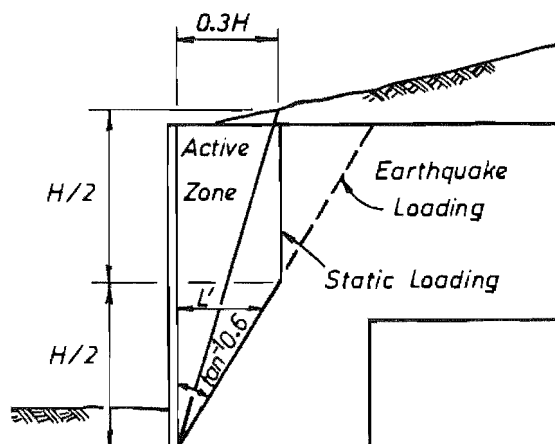 0.3H
Active
Zone
H/2
Earthquake
Loading
Static Loading
L'
tan⁻¹0.6
H/2